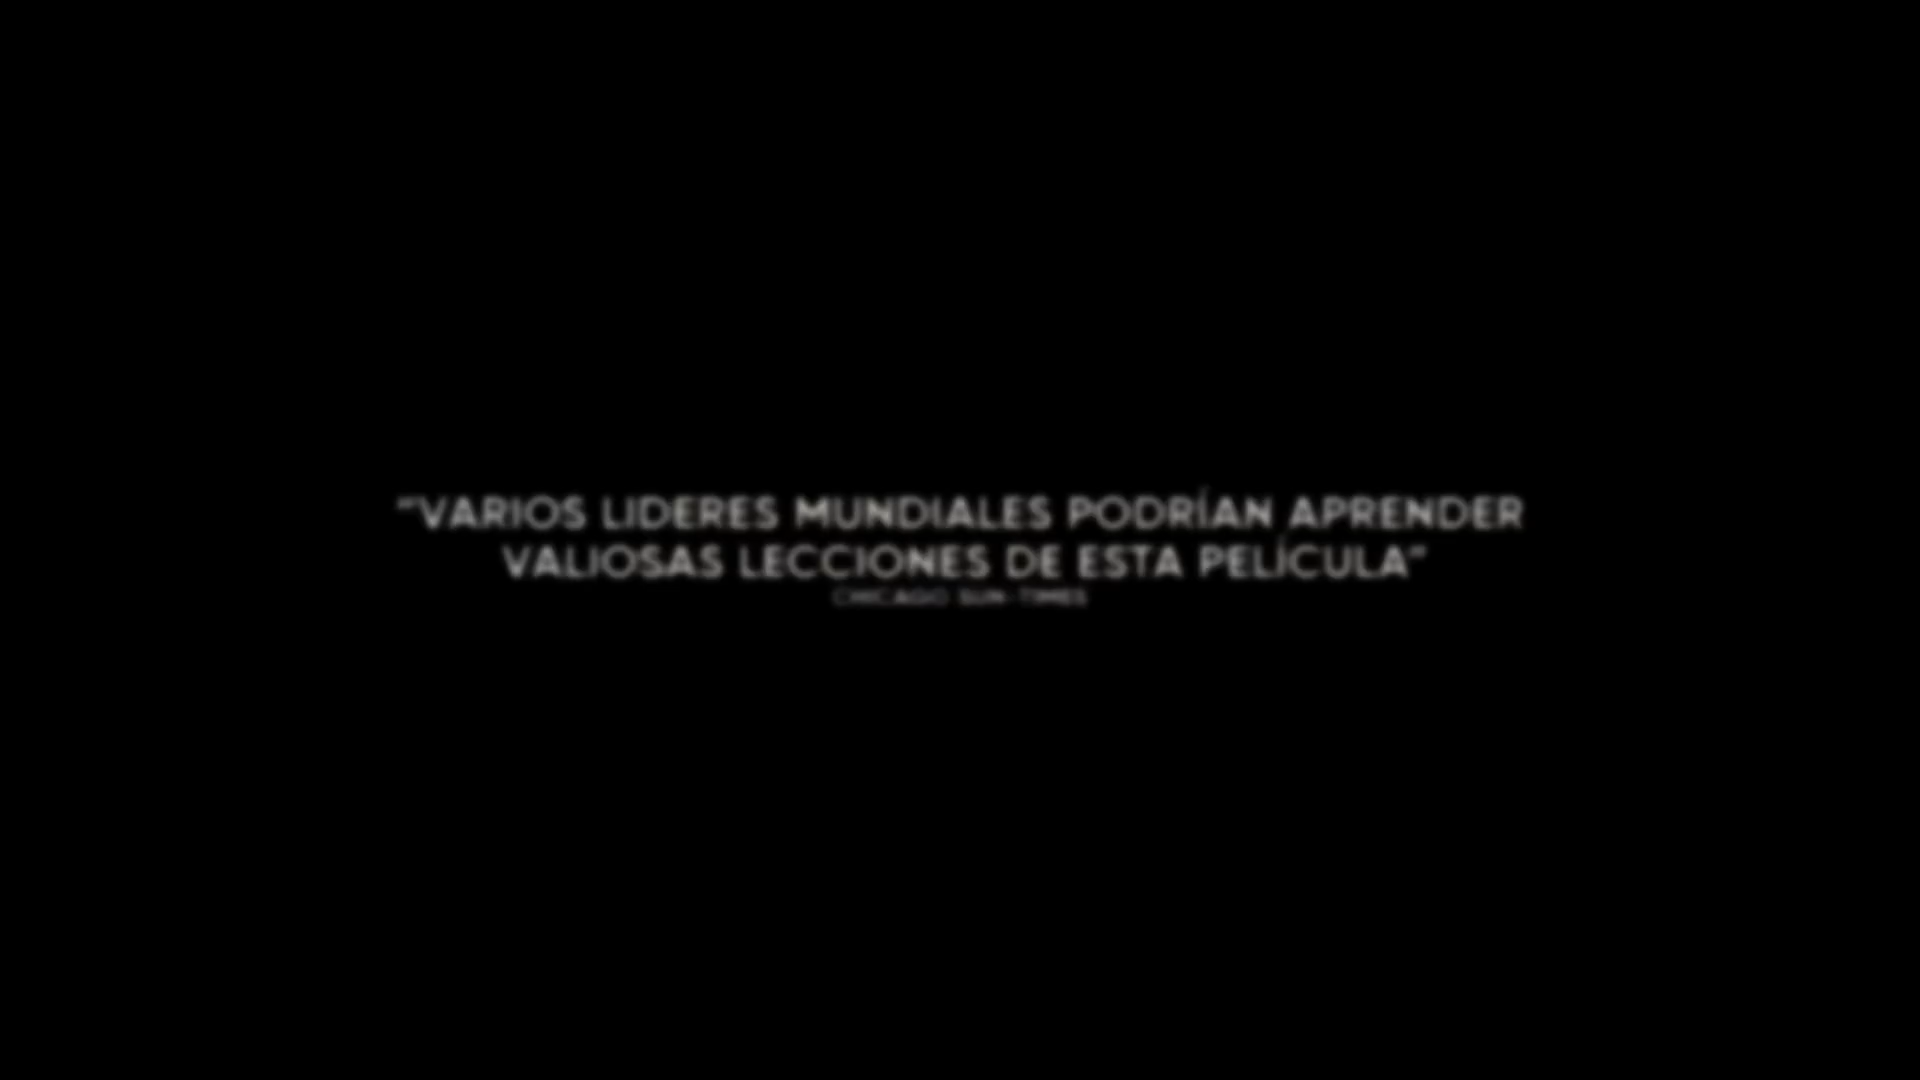 "VARIOS LIDERES MUNDIALES PODRÍAN APRENDER
VALIOSAS LECCIONES DE ESTA PELÍCULA"
CHICAGO SUN-TIMES